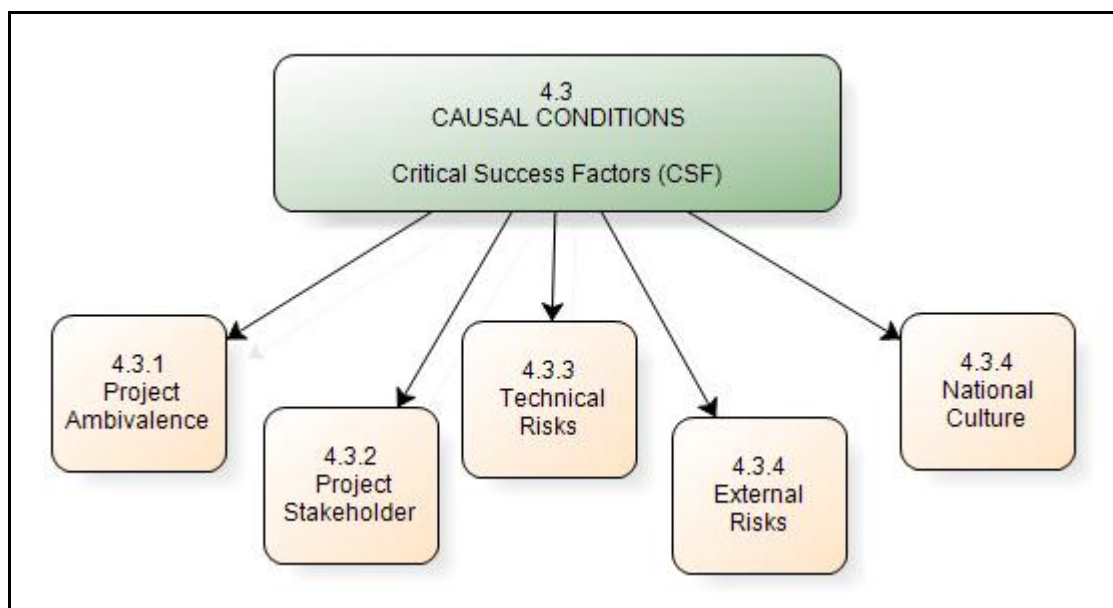 4.3
CAUSAL CONDITIONS
Critical Success Factors (CSF)
4.3.1
Project
Ambivalence
4.3.2
Project
Stakeholder
4.3.3
Technical
Risks
4.3.4
External
Risks
4.3.4
National
Culture